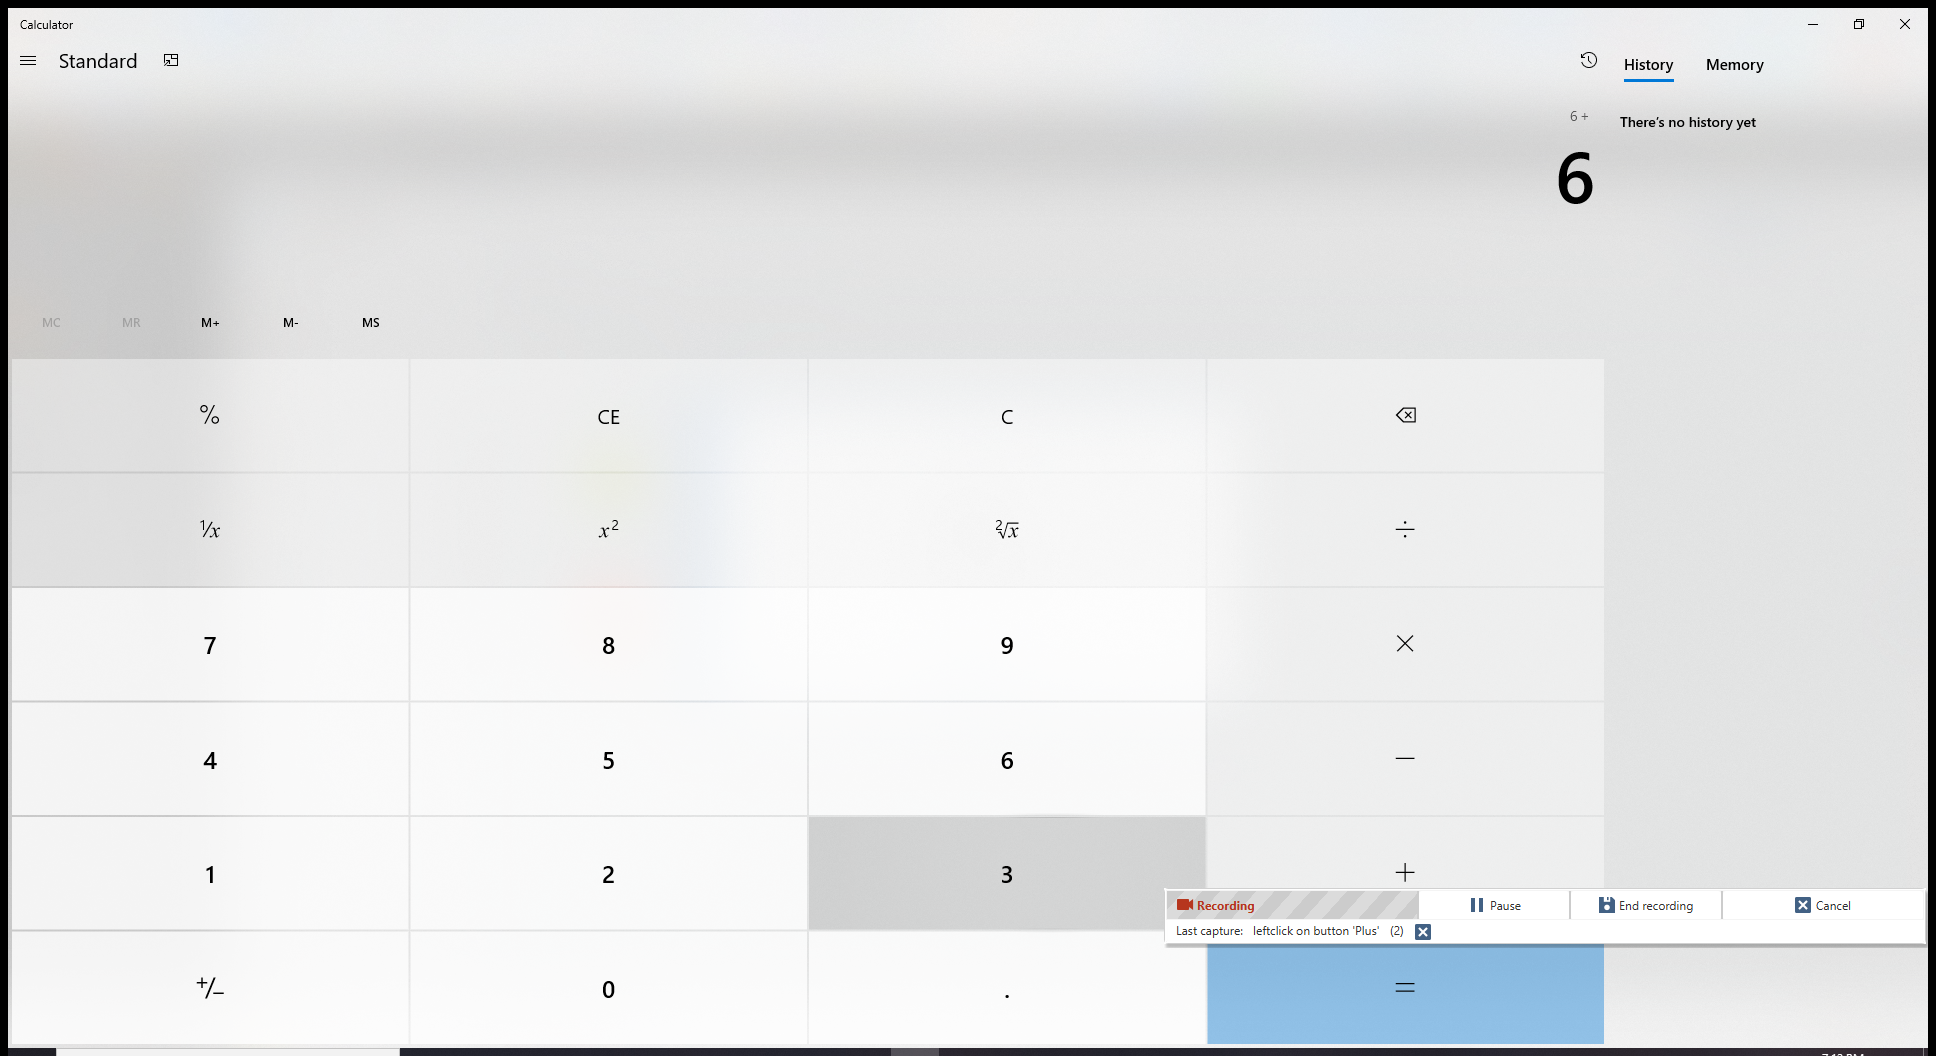 Calculator
Standard
History Memory
6 +
There's no history yet
6
MC MR M+ M- MS
% CE C
⅟x x² ²√x ÷
7 8 9 ×
4 5 6 −
1 2 3 +
Recording Pause End recording Cancel
Last capture: leftclick on button 'Plus' (2)
+/− 0 . =